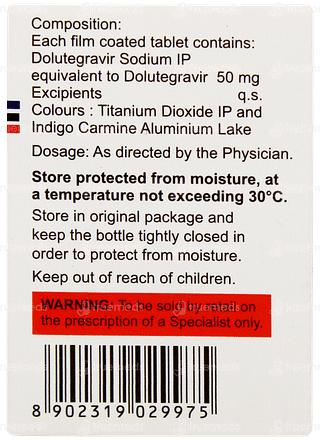 Composition:
Each film coated tablet contains:
Dolutegravir Sodium IP
equivalent to Dolutegravir 50 mg
Excipients q.s.
Colours : Titanium Dioxide IP and
Indigo Carmine Aluminium Lake
Dosage: As directed by the Physician.
Store protected from moisture, at
a temperature not exceeding 30°C.
Store in original package and
keep the bottle tightly closed in
order to protect from moisture.
Keep out of reach of children.
WARNING: To be sold by retail on
the prescription of a Specialist only.
8 902319 029975